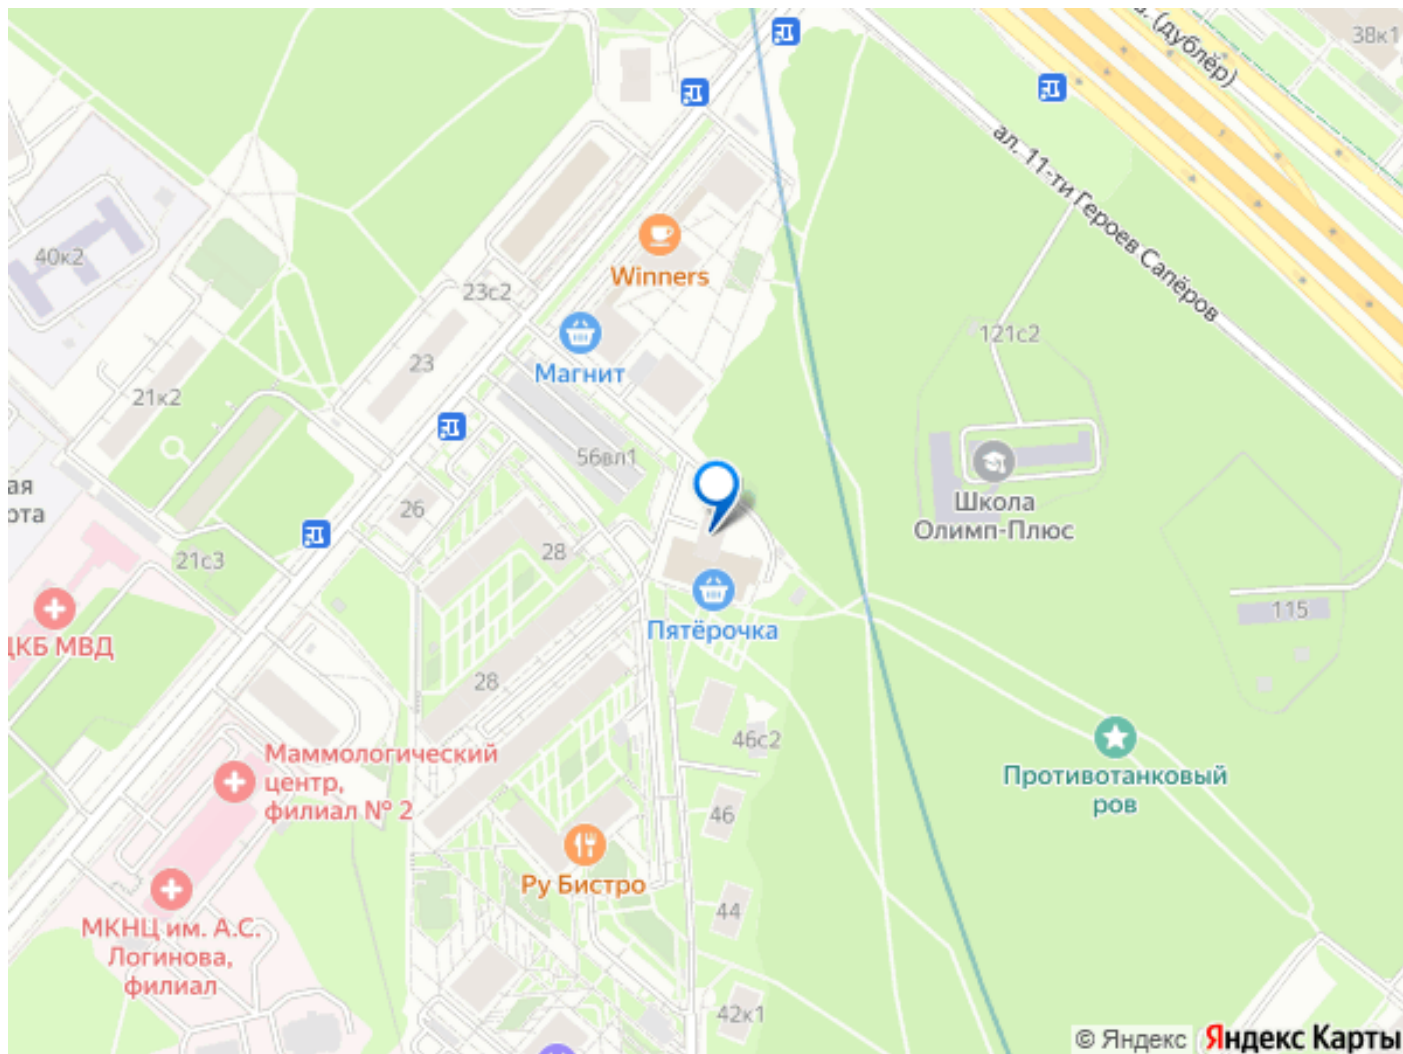 . (дублёр)
38к1
ал. 11-ти Героев Сапёров
40к2
Winners
23с2
121с2
Магнит
23
21к2
56вл1
ая
рта
26
Школа
Олимп-Плюс
28
21с3
115
ЦКБ МВД
Пятёрочка
28
46с2
Маммологический
центр,
филиал № 2
Противотанковый
ров
46
Ру Бистро
44
МКНЦ им. А.С.
Логинова,
филиал
42к1
© Яндекс Яндекс Карты